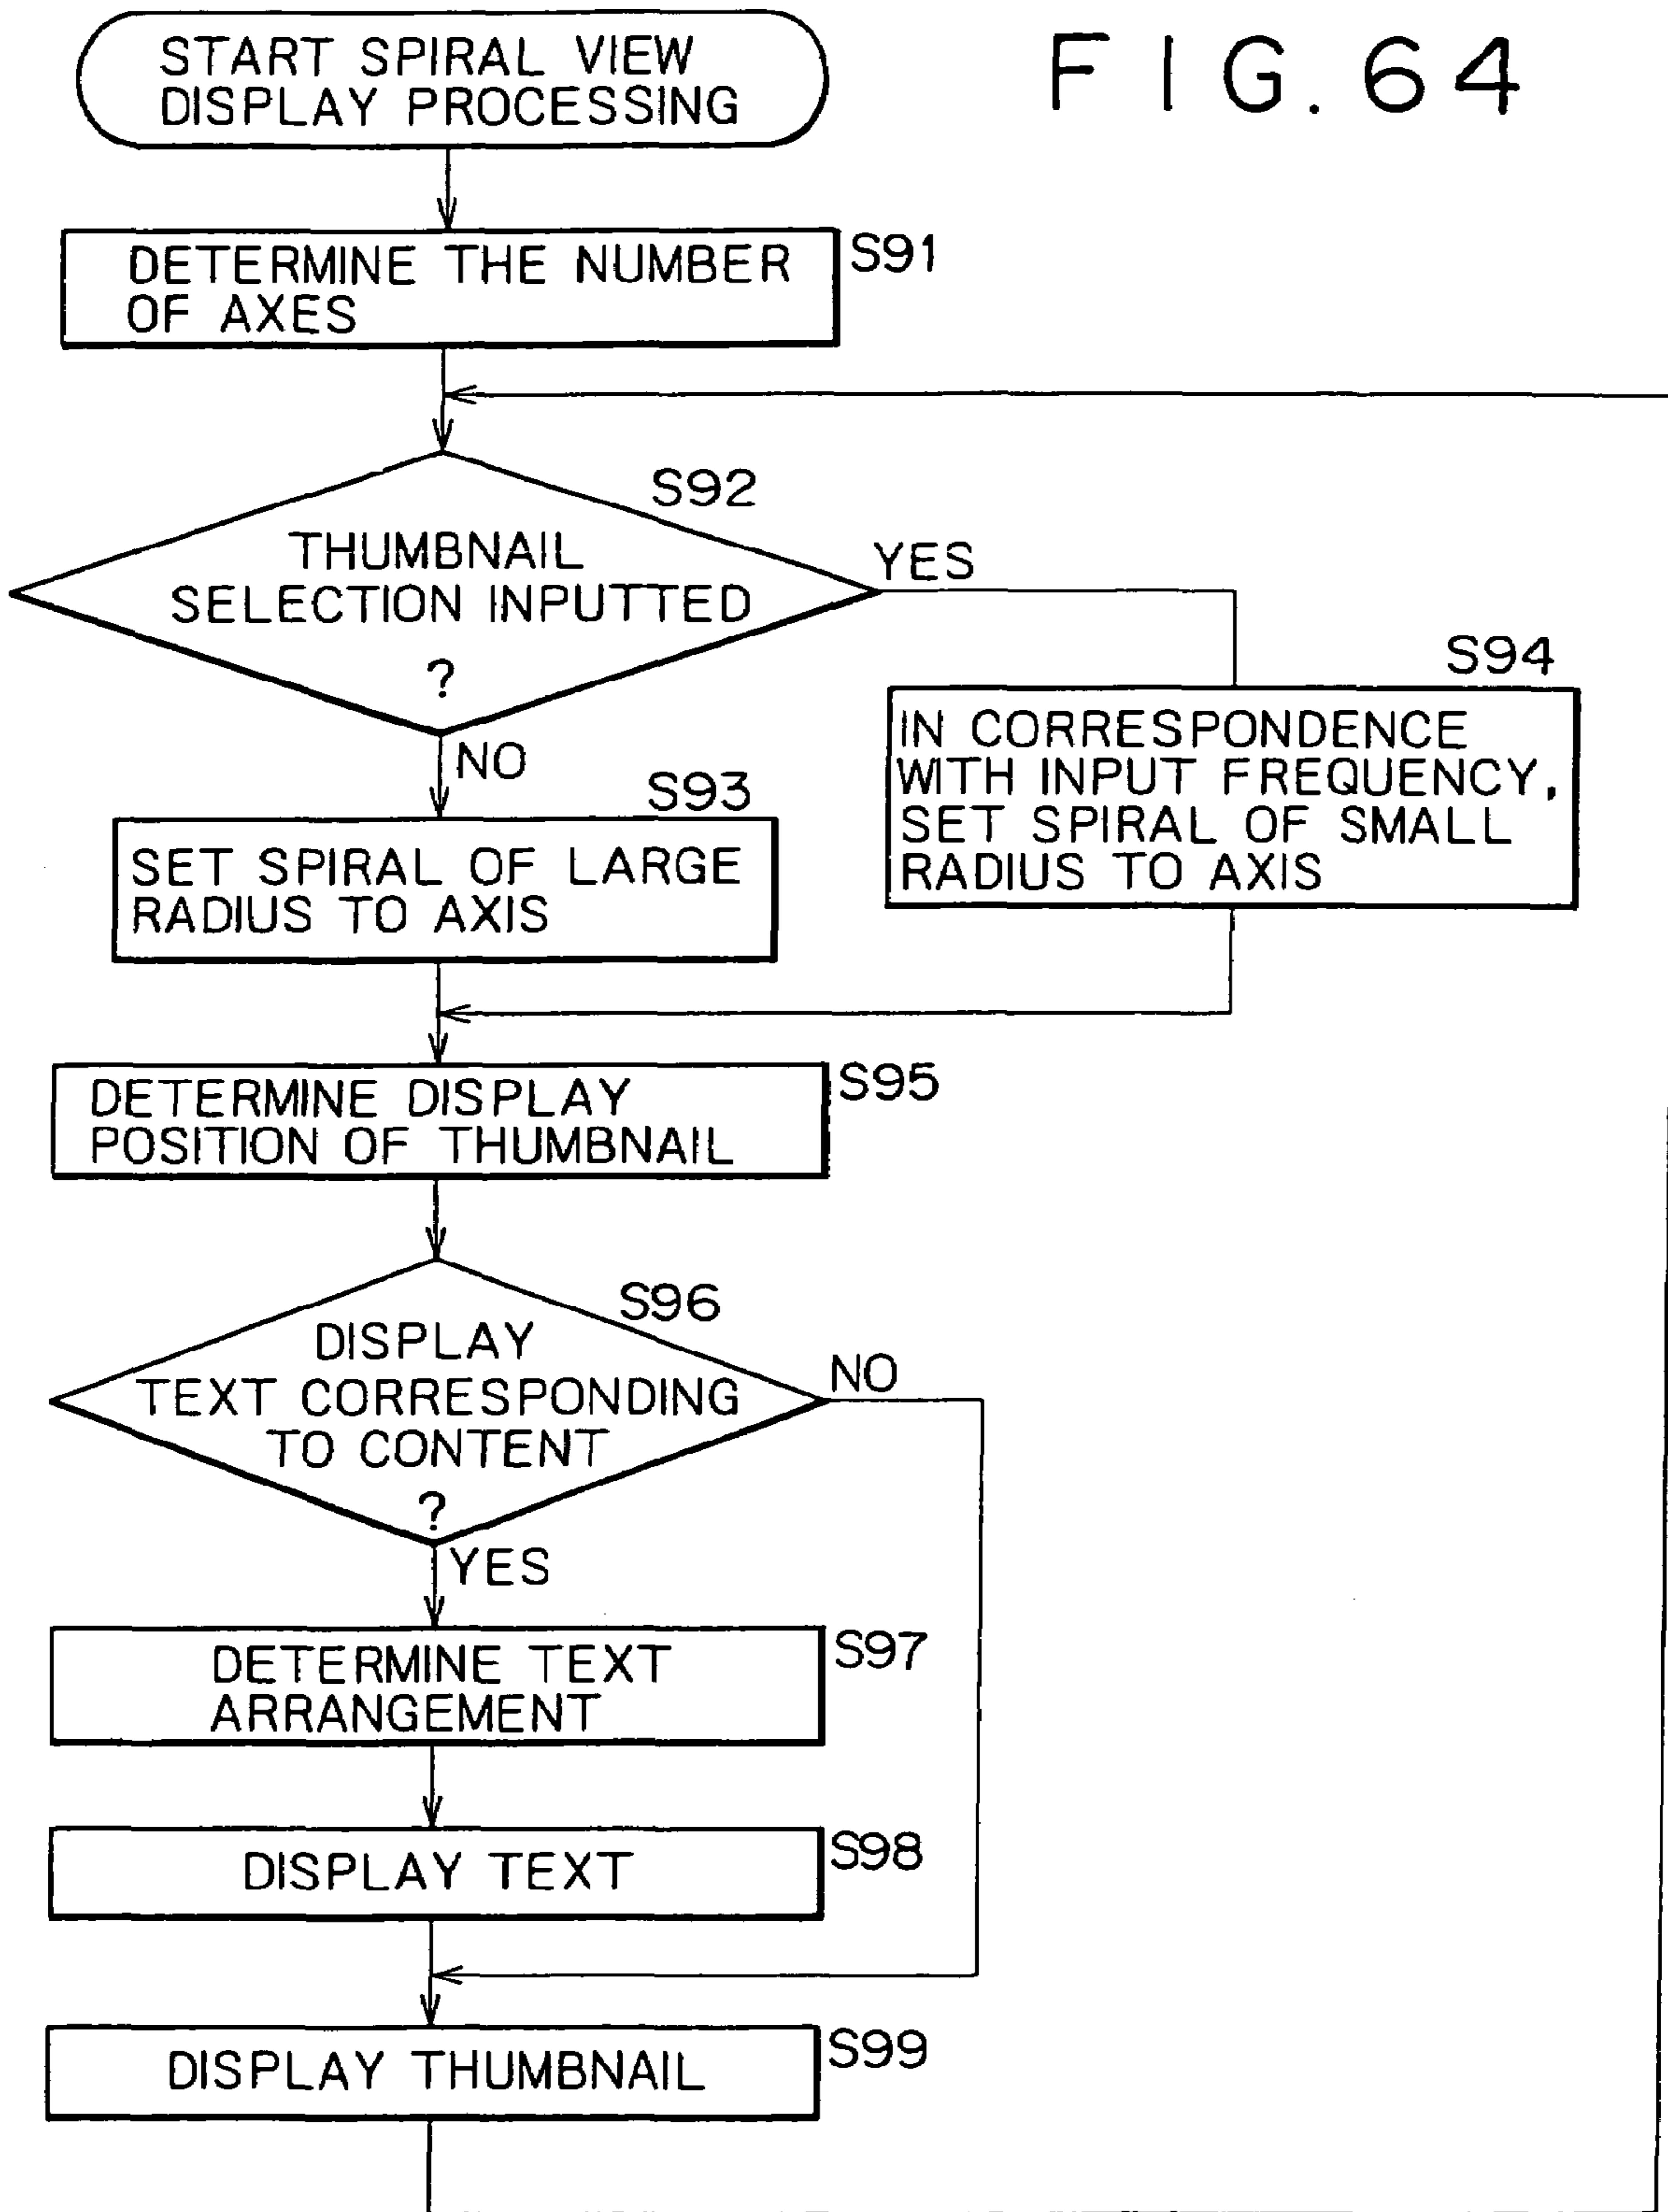 FIG. 64
START SPIRAL VIEW
DISPLAY PROCESSING
DETERMINE THE NUMBER
OF AXES
S91
S92
THUMBNAIL
SELECTION INPUTTED
?
YES
NO
S93
SET SPIRAL OF LARGE
RADIUS TO AXIS
S94
IN CORRESPONDENCE
WITH INPUT FREQUENCY,
SET SPIRAL OF SMALL
RADIUS TO AXIS
DETERMINE DISPLAY
POSITION OF THUMBNAIL
S95
S96
DISPLAY
TEXT CORRESPONDING
TO CONTENT
?
NO
YES
DETERMINE TEXT
ARRANGEMENT
S97
DISPLAY TEXT
S98
DISPLAY THUMBNAIL
S99